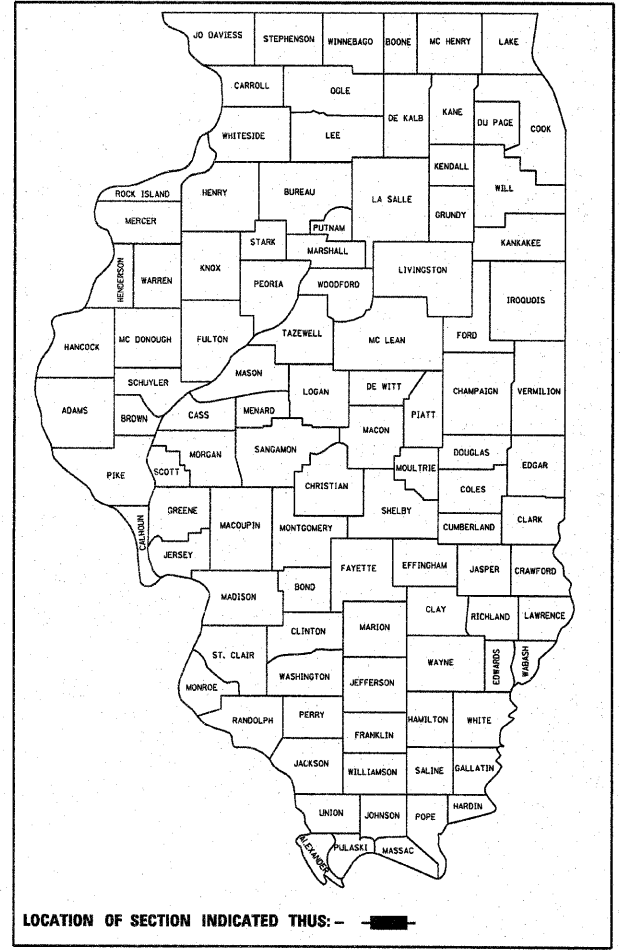 JO DAVIESS
STEPHENSON
WINNEBAGO
BOONE
MC HENRY
LAKE
CARROLL
OGLE
DE KALB
KANE
DU PAGE
COOK
WHITESIDE
LEE
KENDALL
WILL
ROCK ISLAND
HENRY
BUREAU
LA SALLE
GRUNDY
MERCER
PUTNAM
STARK
MARSHALL
KANKAKEE
HENDERSON
WARREN
KNOX
PEORIA
WOODFORD
LIVINGSTON
IROQUOIS
HANCOCK
MC DONOUGH
FULTON
TAZEWELL
MC LEAN
FORD
SCHUYLER
MASON
LOGAN
DE WITT
CHAMPAIGN
VERMILION
ADAMS
BROWN
CASS
MENARD
MACON
PIATT
PIKE
SCOTT
MORGAN
SANGAMON
CHRISTIAN
MOULTRIE
DOUGLAS
EDGAR
COLES
GREENE
MACOUPIN
MONTGOMERY
SHELBY
CUMBERLAND
CLARK
CALHOUN
JERSEY
FAYETTE
EFFINGHAM
JASPER
CRAWFORD
MADISON
BOND
CLAY
RICHLAND
LAWRENCE
CLINTON
MARION
ST. CLAIR
WAYNE
EDWARDS
WABASH
WASHINGTON
JEFFERSON
MONROE
RANDOLPH
PERRY
HAMILTON
WHITE
FRANKLIN
JACKSON
WILLIAMSON
SALINE
GALLATIN
UNION
JOHNSON
POPE
HARDIN
ALEXANDER
PULASKI
MASSAC
LOCATION OF SECTION INDICATED THUS: -